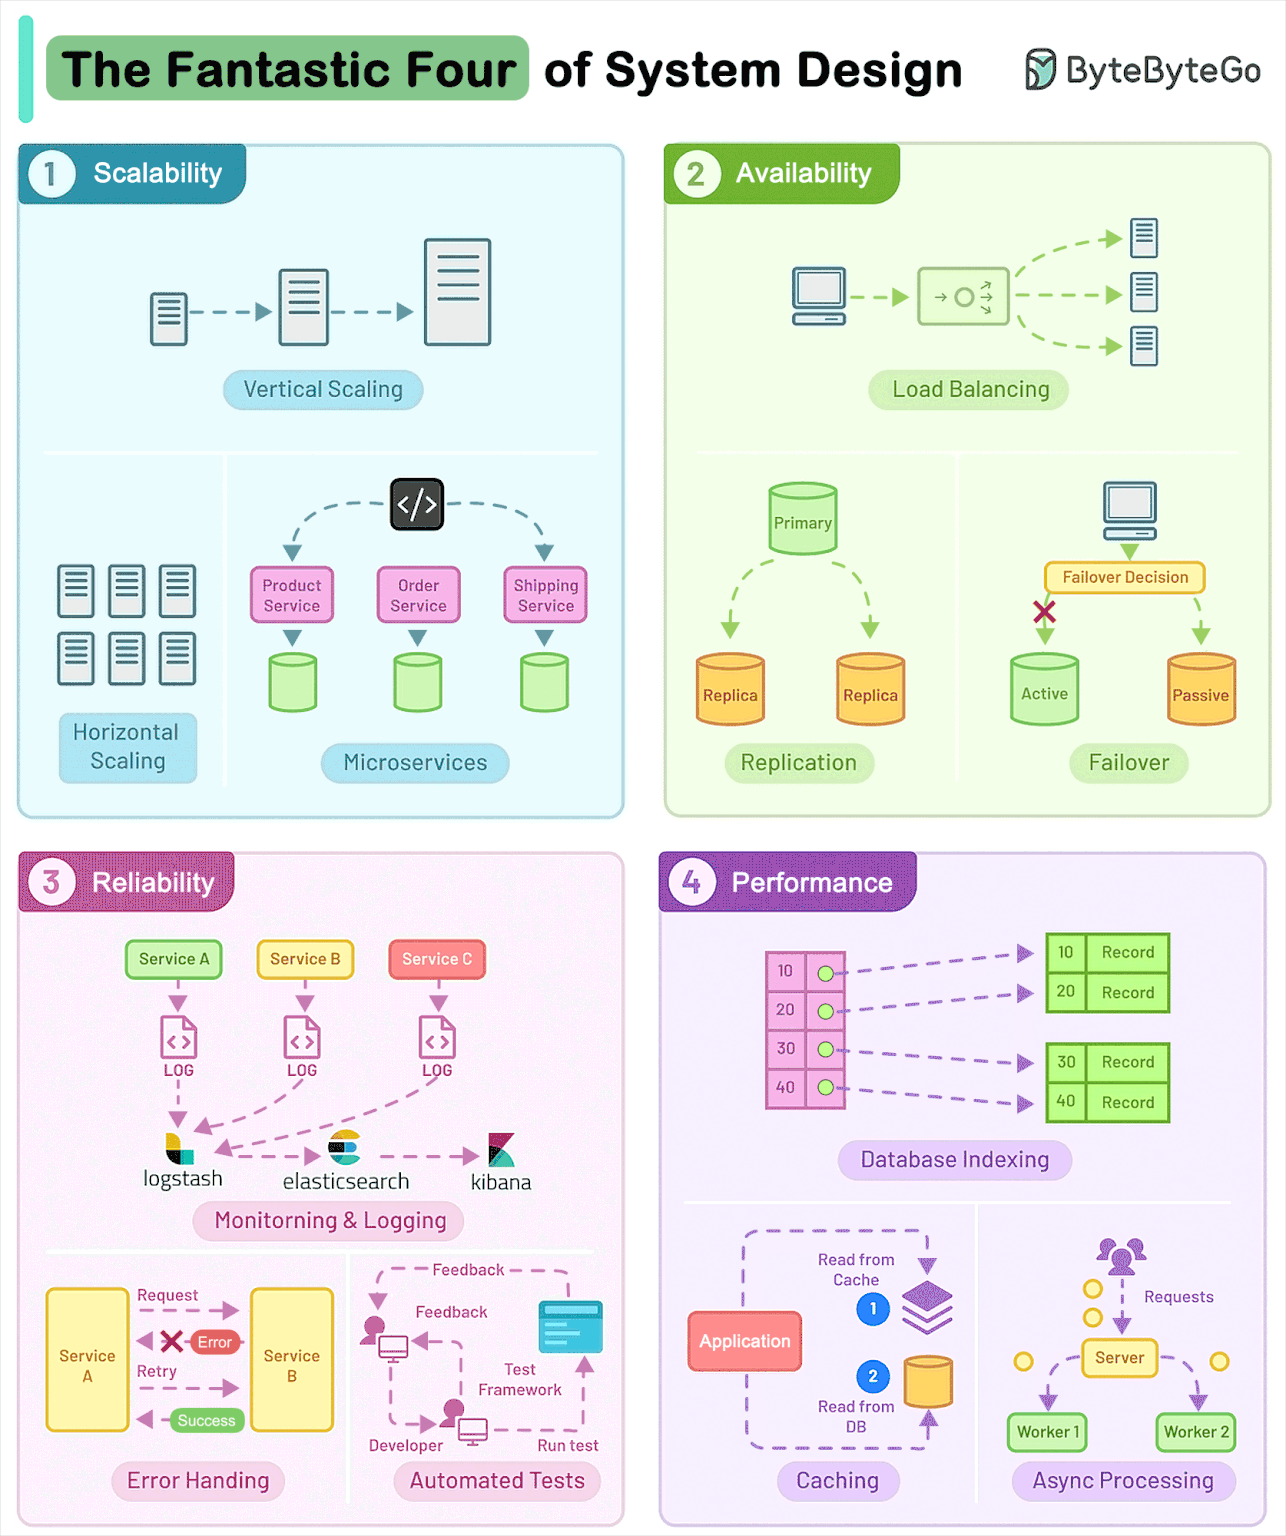 The Fantastic Four of System Design
ByteByteGo
1 Scalability
Vertical Scaling
Horizontal
Scaling
</>
Product
Service
Order
Service
Shipping
Service
Microservices
2 Availability
Load Balancing
Primary
Replica
Replica
Replication
Failover Decision
Active
Passive
Failover
3 Reliability
Service A
Service B
Service C
LOG
LOG
LOG
logstash
elasticsearch
kibana
Monitorning & Logging
Service
A
Request
Error
Retry
Success
Service
B
Error Handing
Feedback
Feedback
Test
Framework
Developer
Run test
Automated Tests
4 Performance
10
20
30
40
10 Record
20 Record
30 Record
40 Record
Database Indexing
Read from
Cache
1
Application
2
Read from
DB
Caching
Requests
Server
Worker 1
Worker 2
Async Processing